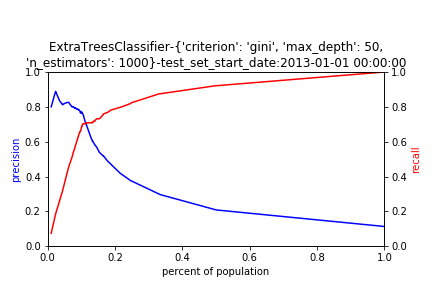 ExtraTreesClassifier-{'criterion': 'gini', 'max_depth': 50,
'n_estimators': 1000}-test_set_start_date:2013-01-01 00:00:00
1.0
0.8
0.6
0.4
0.2
0.0
precision
1.0
0.8
0.6
0.4
0.2
0.0
recall
0.0 0.2 0.4 0.6 0.8 1.0
percent of population